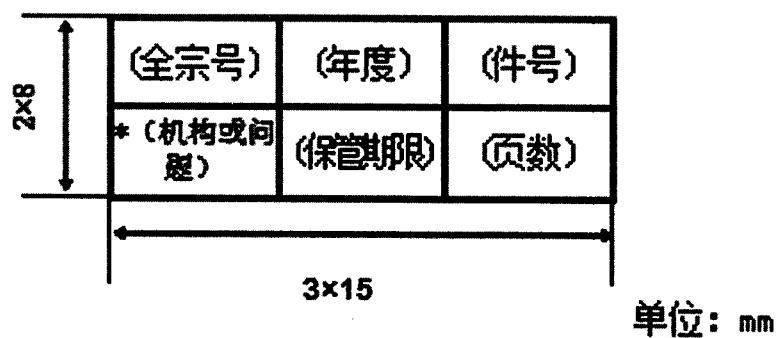 (全宗号) (年度) (件号)
2×8
*(机构或问
题) (保管期限) (页数)
3×15
单位: mm